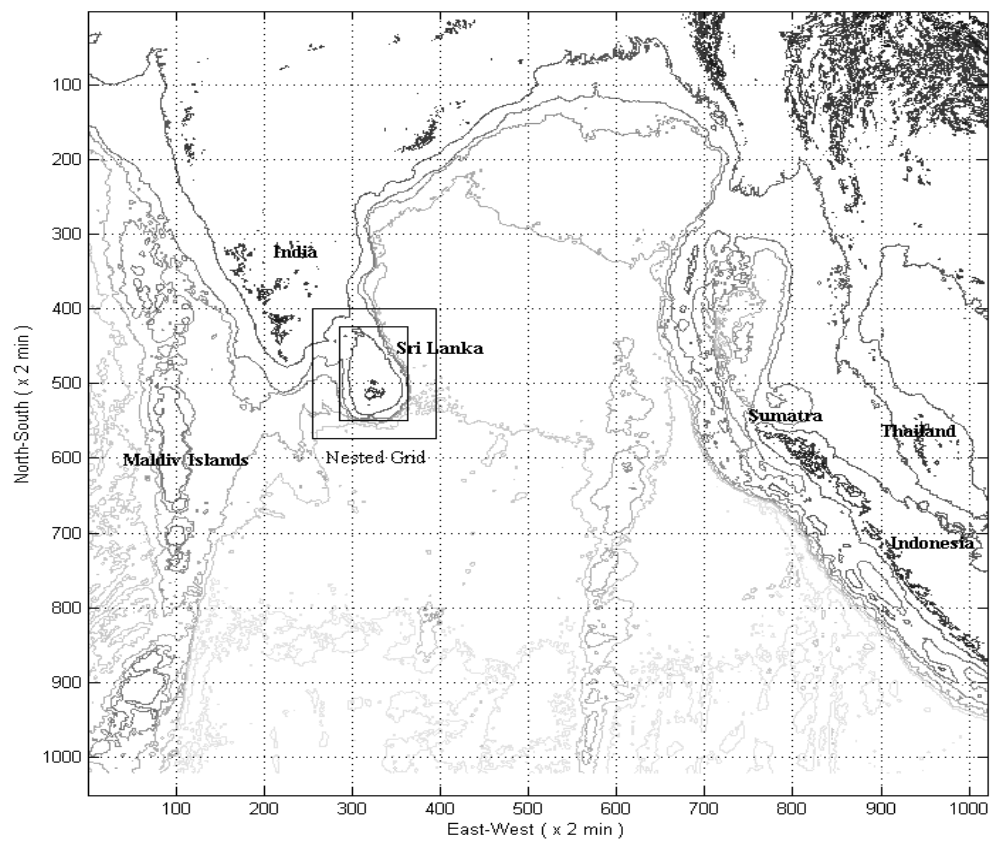 100
200
300
400
500
600
700
800
900
1000
North-South ( x 2 min )
India
Sri Lanka
Sumatra
Thailand
Maldiv Islands
Nested Grid
Indonesia
100 200 300 400 500 600 700 800 900 1000
East-West ( x 2 min )